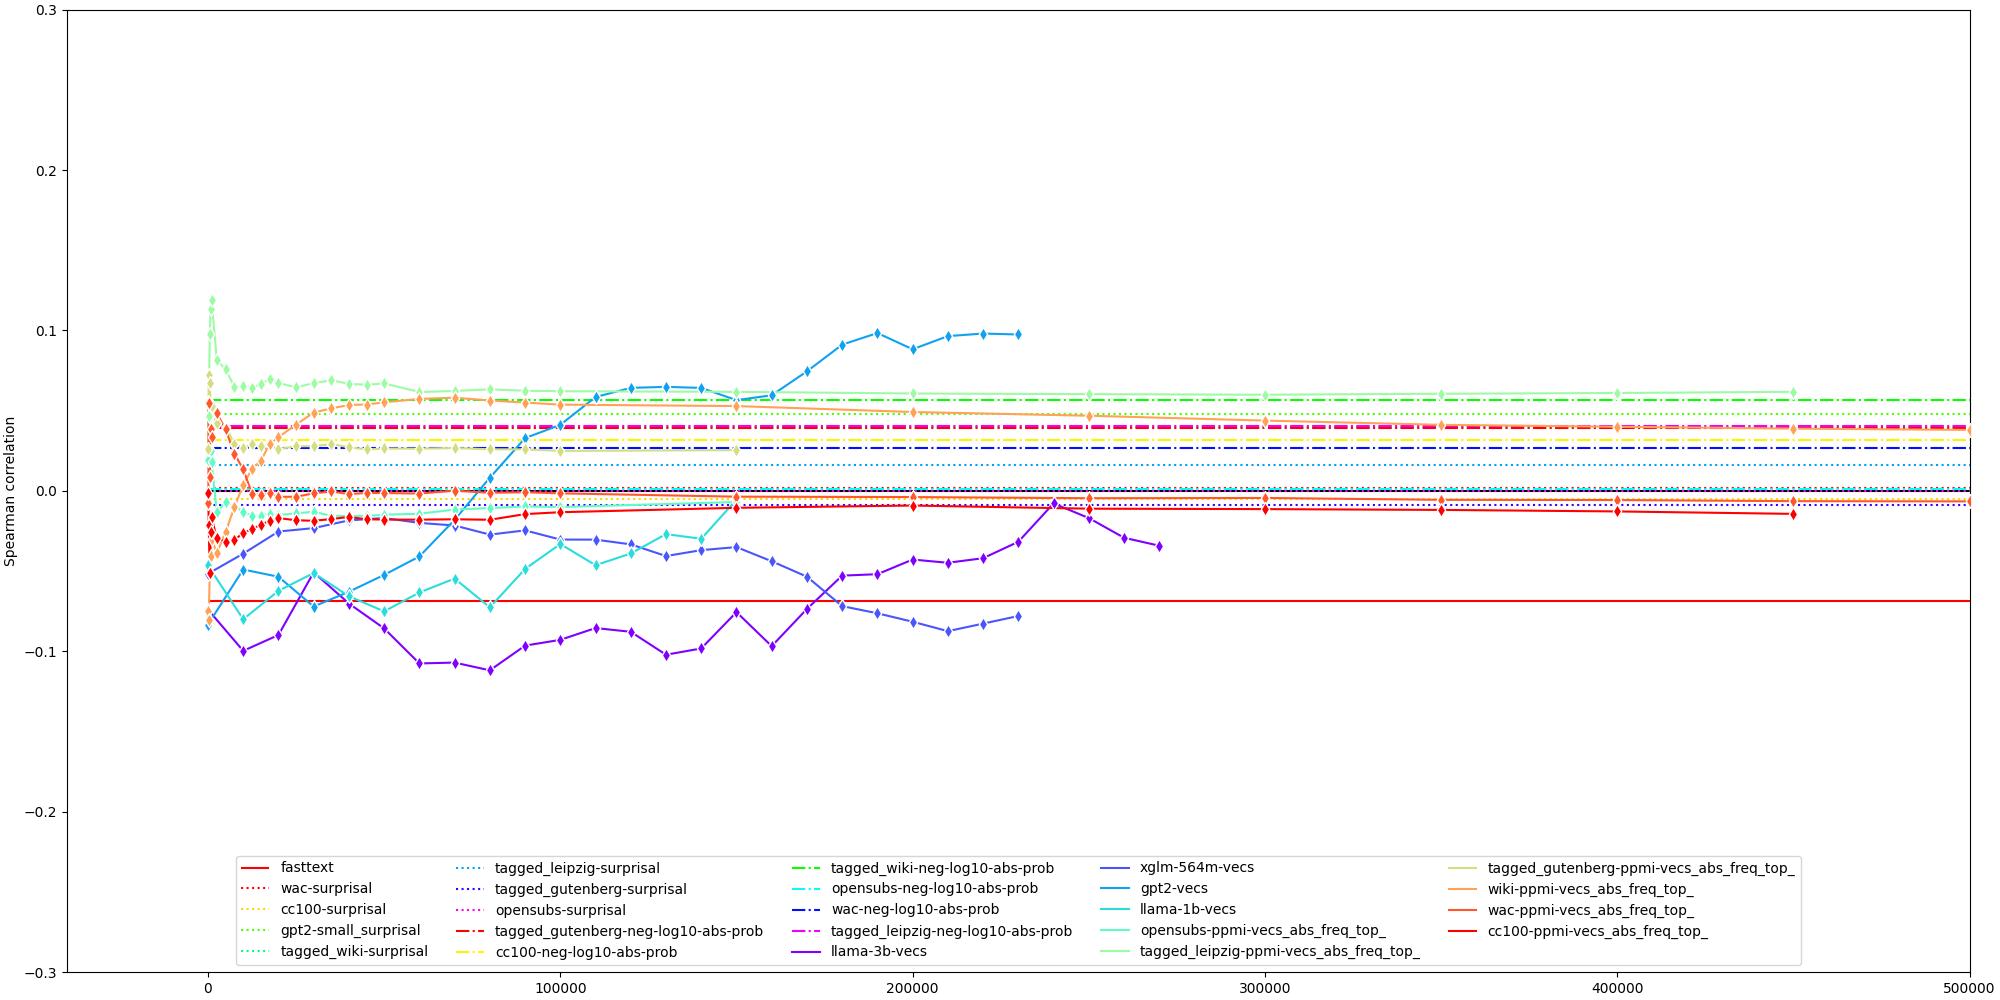 0.3
0.2
0.1
0.0
−0.1
−0.2
−0.3
Spearman correlation
fasttext
wac-surprisal
cc100-surprisal
gpt2-small_surprisal
tagged_wiki-surprisal
tagged_leipzig-surprisal
tagged_gutenberg-surprisal
opensubs-surprisal
tagged_gutenberg-neg-log10-abs-prob
cc100-neg-log10-abs-prob
tagged_wiki-neg-log10-abs-prob
opensubs-neg-log10-abs-prob
wac-neg-log10-abs-prob
tagged_leipzig-neg-log10-abs-prob
llama-3b-vecs
xglm-564m-vecs
gpt2-vecs
llama-1b-vecs
opensubs-ppmi-vecs_abs_freq_top_
tagged_leipzig-ppmi-vecs_abs_freq_top_
tagged_gutenberg-ppmi-vecs_abs_freq_top_
wiki-ppmi-vecs_abs_freq_top_
wac-ppmi-vecs_abs_freq_top_
cc100-ppmi-vecs_abs_freq_top_
0 100000 200000 300000 400000 500000